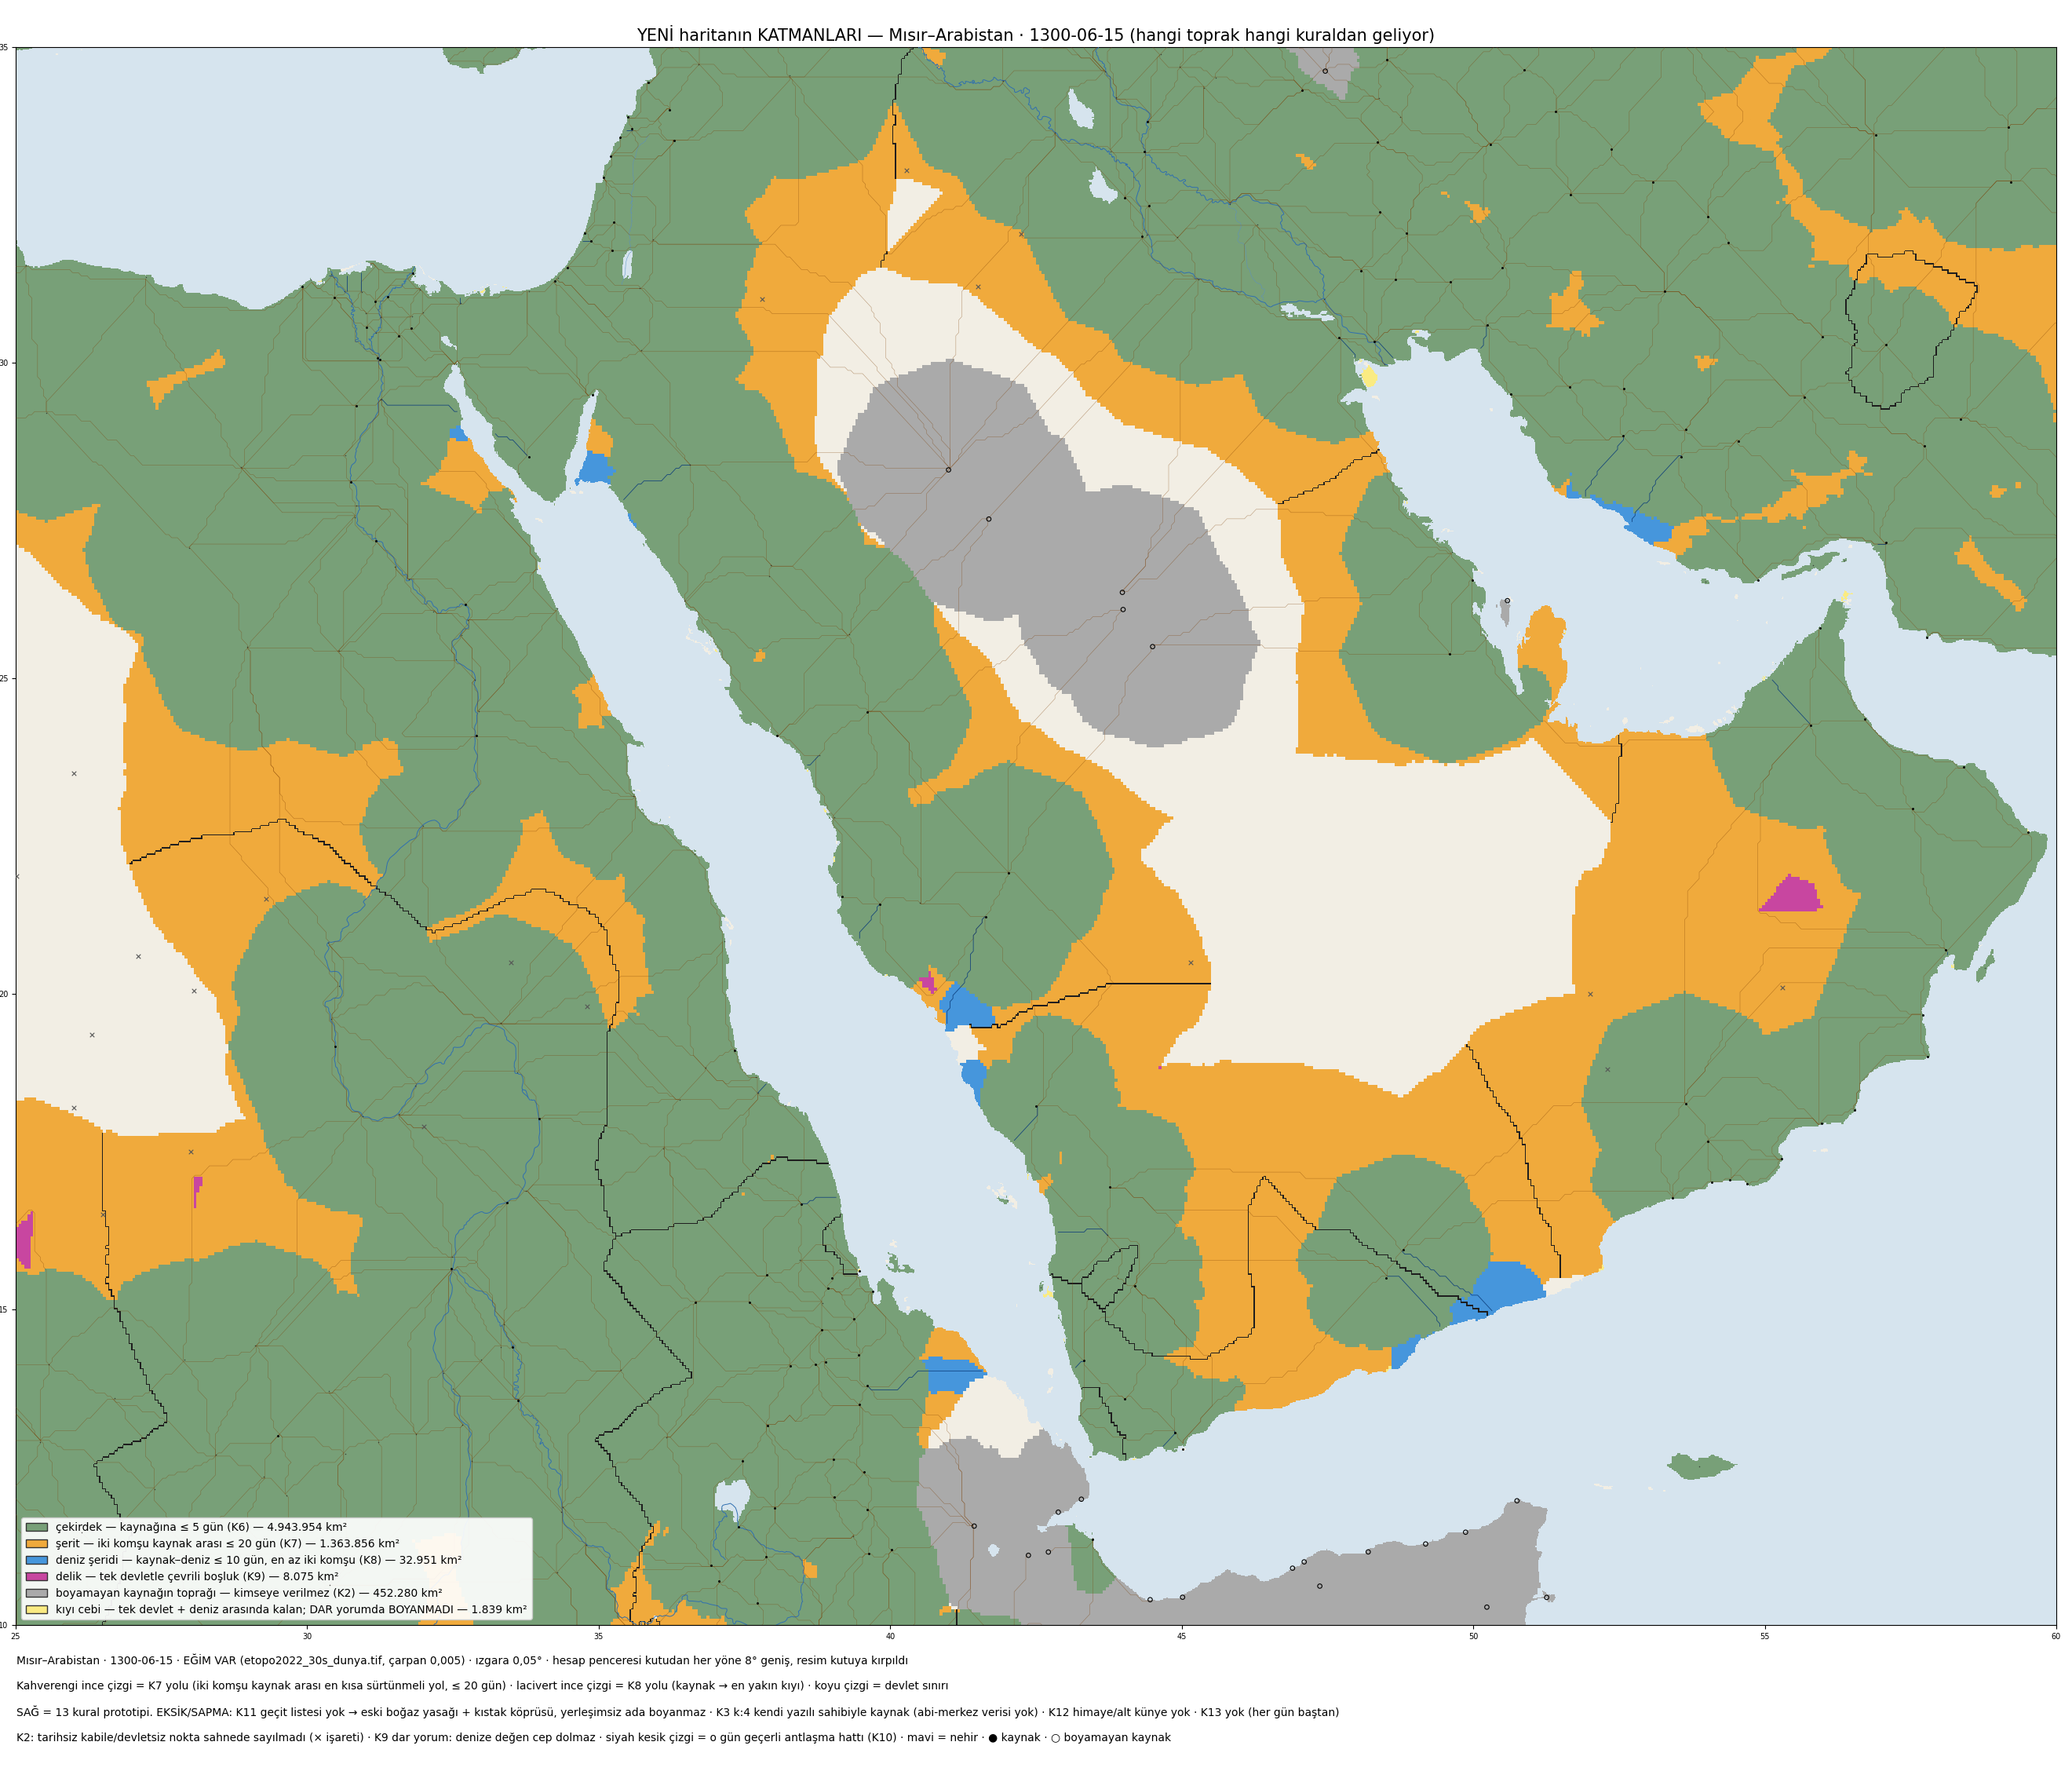 YENİ haritanın KATMANLARI — Mısır–Arabistan · 1300-06-15 (hangi toprak hangi kuraldan geliyor)
35
30
25
20
15
10
çekirdek — kaynağına ≤ 5 gün (K6) — 4.943.954 km²
şerit — iki komşu kaynak arası ≤ 20 gün (K7) — 1.363.856 km²
deniz şeridi — kaynak–deniz ≤ 10 gün, en az iki komşu (K8) — 32.951 km²
delik — tek devletle çevrili boşluk (K9) — 8.075 km²
boyamayan kaynağın toprağı — kimseye verilmez (K2) — 452.280 km²
kıyı cebi — tek devlet + deniz arasında kalan; DAR yorumda BOYANMADI — 1.839 km²
25 30 35 40 45 50 55 60
Mısır–Arabistan · 1300-06-15 · EĞİM VAR (etopo2022_30s_dunya.tif, çarpan 0,005) · ızgara 0,05° · hesap penceresi kutudan her yöne 8° geniş, resim kutuya kırpıldı
Kahverengi ince çizgi = K7 yolu (iki komşu kaynak arası en kısa sürtünmeli yol, ≤ 20 gün) · lacivert ince çizgi = K8 yolu (kaynak → en yakın kıyı) · koyu çizgi = devlet sınırı
SAĞ = 13 kural prototipi. EKSİK/SAPMA: K11 geçit listesi yok → eski boğaz yasağı + kıstak köprüsü, yerleşimsiz ada boyanmaz · K3 k:4 kendi yazılı sahibiyle kaynak (abi-merkez verisi yok) · K12 himaye/alt künye yok · K13 yok (her gün baştan)
K2: tarihsiz kabile/devletsiz nokta sahnede sayılmadı (× işareti) · K9 dar yorum: denize değen cep dolmaz · siyah kesik çizgi = o gün geçerli antlaşma hattı (K10) · mavi = nehir · ● kaynak · ○ boyamayan kaynak